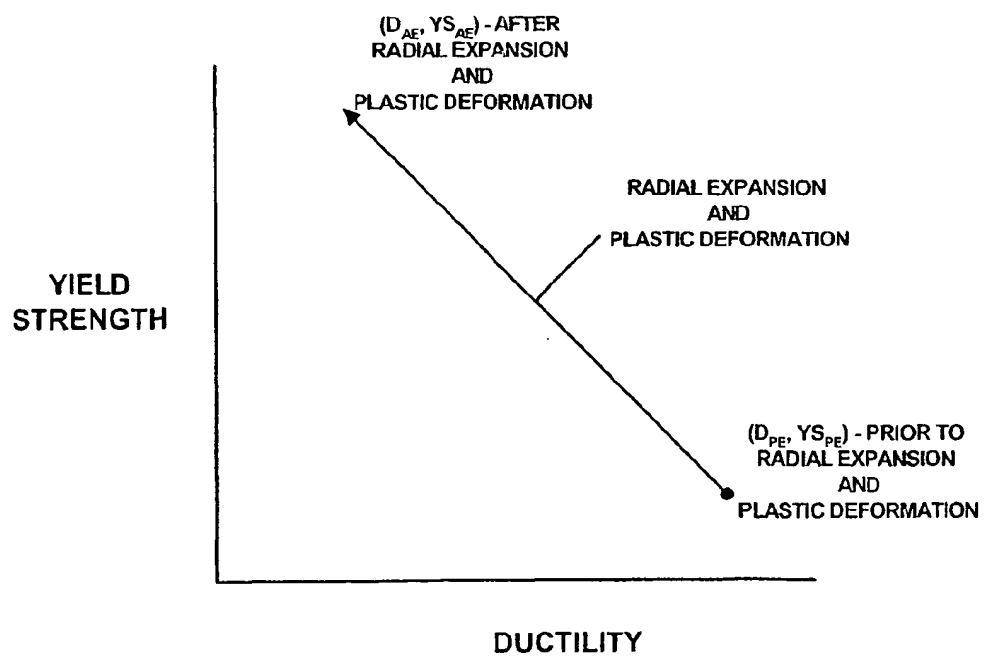 (D_AE, YS_AE) - AFTER
RADIAL EXPANSION
AND
PLASTIC DEFORMATION
RADIAL EXPANSION
AND
PLASTIC DEFORMATION
YIELD
STRENGTH
(D_PE, YS_PE) - PRIOR TO
RADIAL EXPANSION
AND
PLASTIC DEFORMATION
DUCTILITY